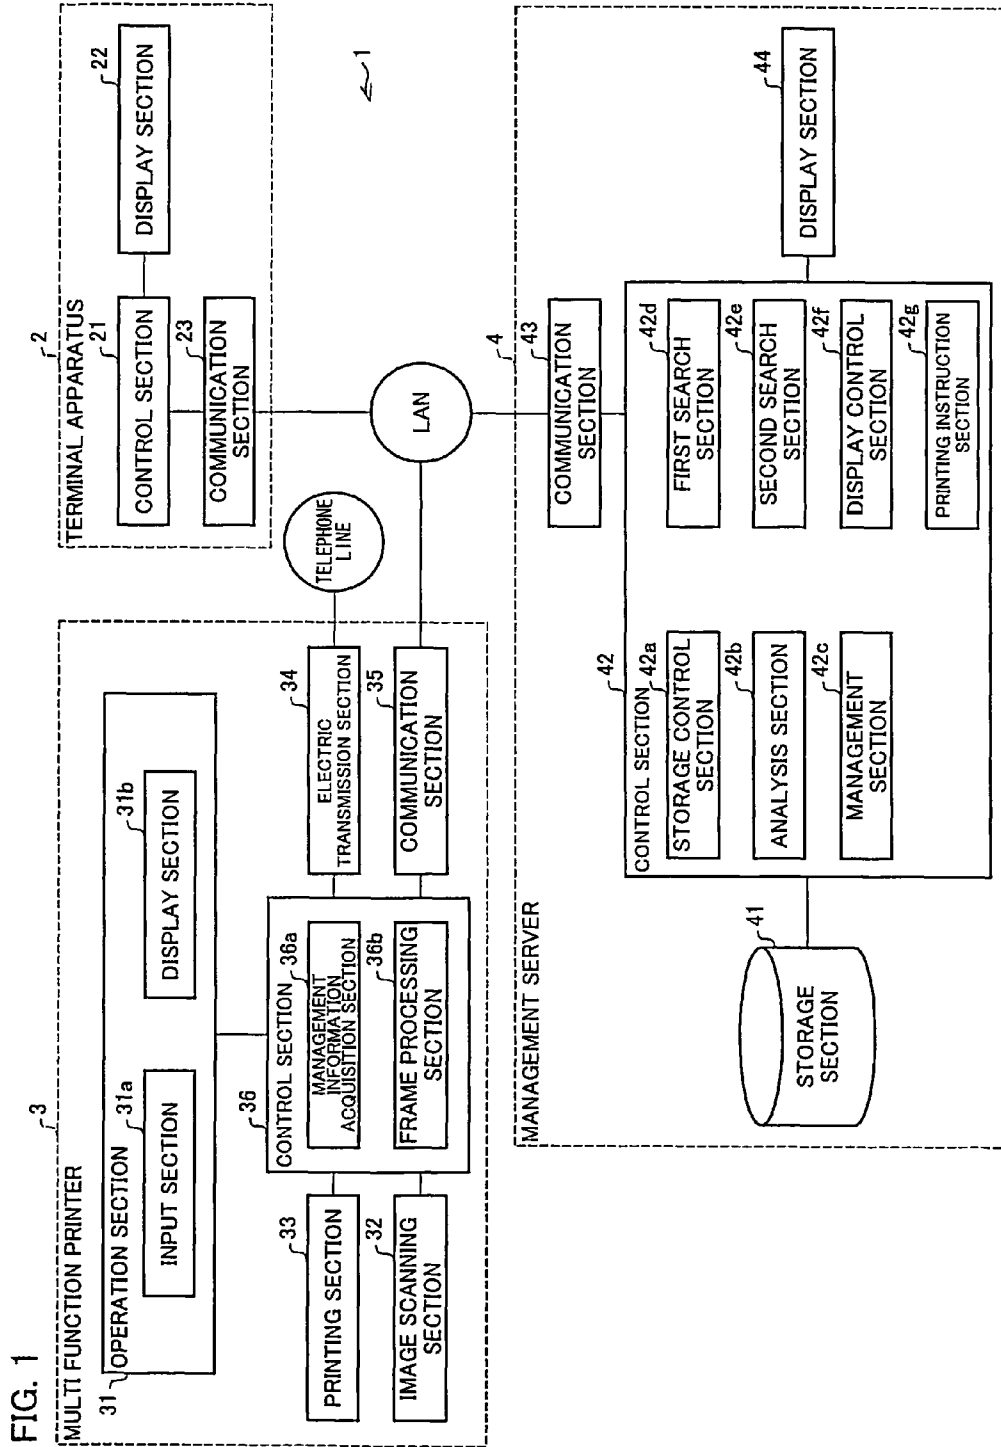 FIG. 1
MULTI FUNCTION PRINTER
3
31
OPERATION SECTION
31a
INPUT SECTION
31b
DISPLAY SECTION
33
PRINTING SECTION
32
IMAGE SCANNING
SECTION
36
CONTROL SECTION
36a
MANAGEMENT
INFORMATION
ACQUISITION SECTION
36b
FRAME PROCESSING
SECTION
34
ELECTRIC
TRANSMISSION SECTION
35
COMMUNICATION
SECTION
TELEPHONE
LINE
LAN
TERMINAL APPARATUS
2
21
CONTROL SECTION
22
DISPLAY SECTION
23
COMMUNICATION
SECTION
1
MANAGEMENT SERVER
4
43
COMMUNICATION
SECTION
41
STORAGE
SECTION
42
CONTROL SECTION
42a
STORAGE CONTROL
SECTION
42b
ANALYSIS SECTION
42c
MANAGEMENT
SECTION
42d
FIRST SEARCH
SECTION
42e
SECOND SEARCH
SECTION
42f
DISPLAY CONTROL
SECTION
42g
PRINTING INSTRUCTION
SECTION
44
DISPLAY SECTION